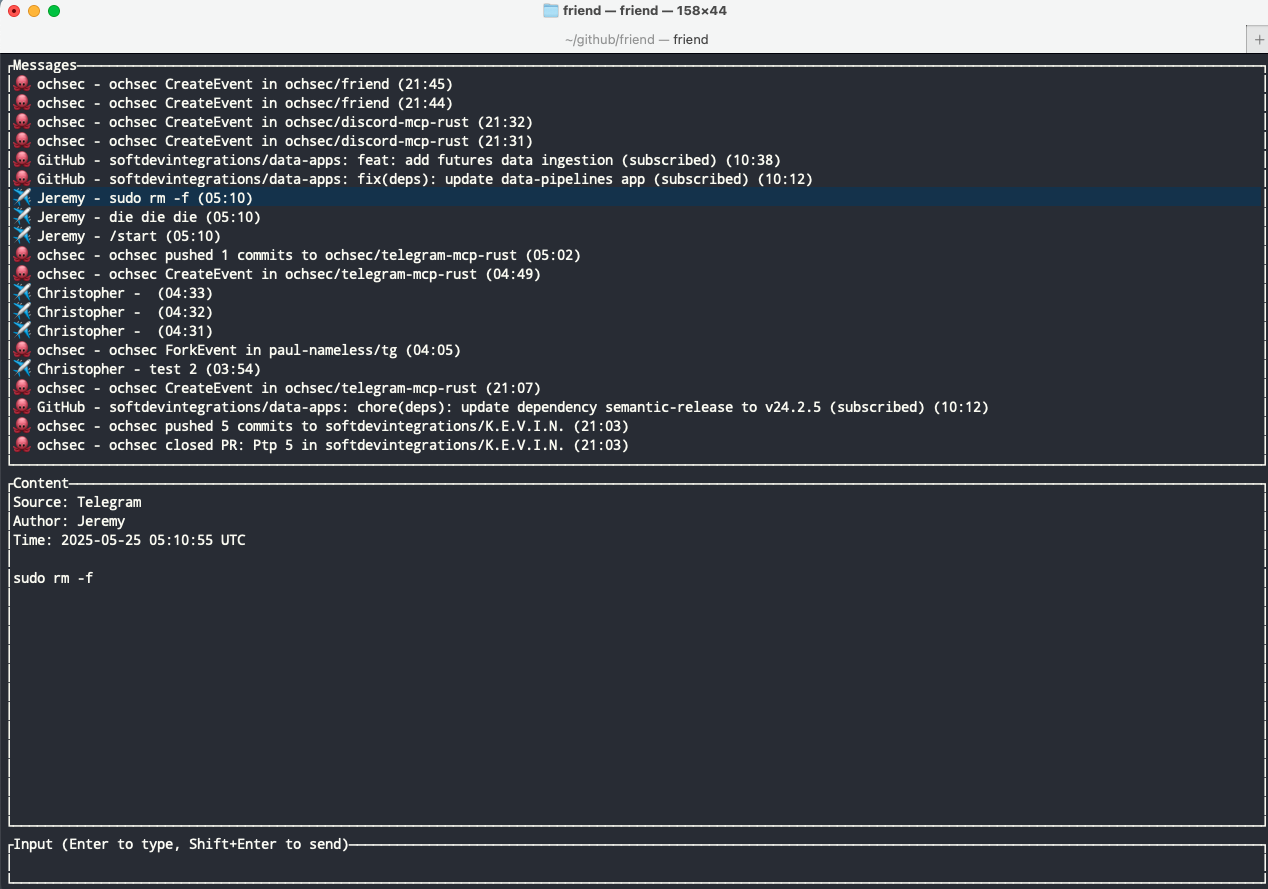 friend — friend — 158×44
~/github/friend — friend
+
Messages
ochsec - ochsec CreateEvent in ochsec/friend (21:45)
ochsec - ochsec CreateEvent in ochsec/friend (21:44)
ochsec - ochsec CreateEvent in ochsec/discord-mcp-rust (21:32)
ochsec - ochsec CreateEvent in ochsec/discord-mcp-rust (21:31)
GitHub - softdevintegrations/data-apps: feat: add futures data ingestion (subscribed) (10:38)
GitHub - softdevintegrations/data-apps: fix(deps): update data-pipelines app (subscribed) (10:12)
Jeremy - sudo rm -f (05:10)
Jeremy - die die die (05:10)
Jeremy - /start (05:10)
ochsec - ochsec pushed 1 commits to ochsec/telegram-mcp-rust (05:02)
ochsec - ochsec CreateEvent in ochsec/telegram-mcp-rust (04:49)
Christopher -  (04:33)
Christopher -  (04:32)
Christopher -  (04:31)
ochsec - ochsec ForkEvent in paul-nameless/tg (04:05)
Christopher - test 2 (03:54)
ochsec - ochsec CreateEvent in ochsec/telegram-mcp-rust (21:07)
GitHub - softdevintegrations/data-apps: chore(deps): update dependency semantic-release to v24.2.5 (subscribed) (10:12)
ochsec - ochsec pushed 5 commits to softdevintegrations/K.E.V.I.N. (21:03)
ochsec - ochsec closed PR: Ptp 5 in softdevintegrations/K.E.V.I.N. (21:03)
Content
Source: Telegram
Author: Jeremy
Time: 2025-05-25 05:10:55 UTC
sudo rm -f
Input (Enter to type, Shift+Enter to send)